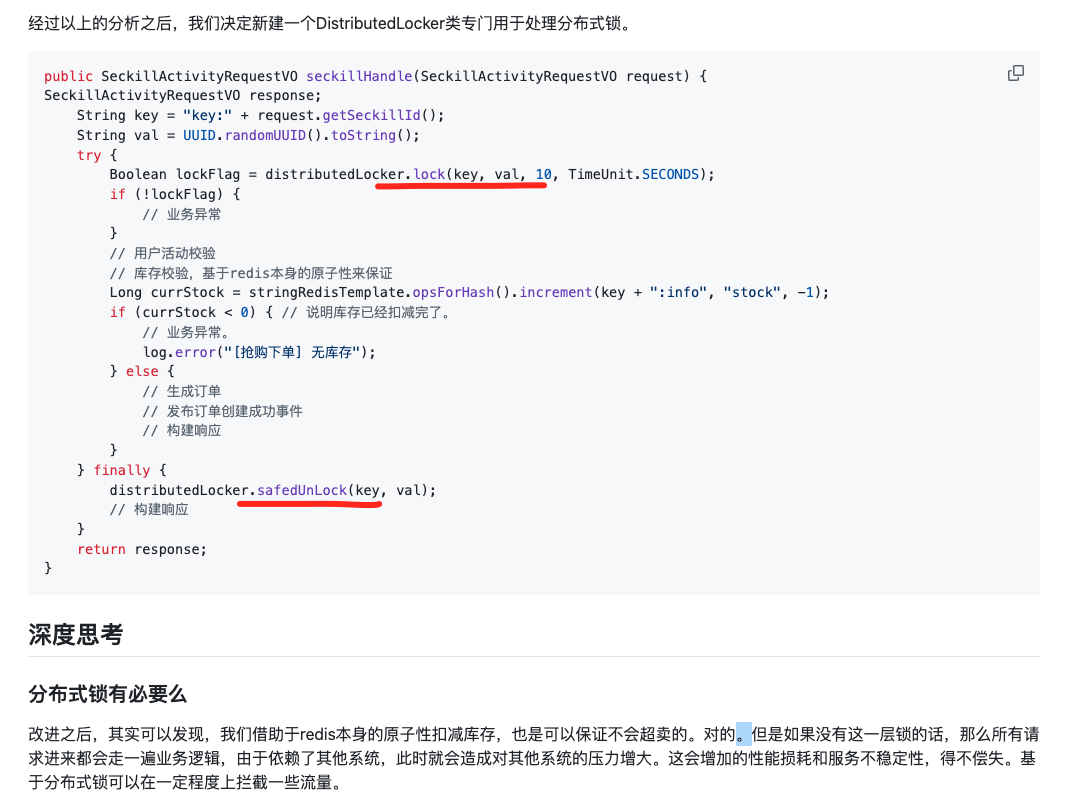 经过以上的分析之后，我们决定新建一个DistributedLocker类专门用于处理分布式锁。
public SeckillActivityRequestVO seckillHandle(SeckillActivityRequestVO request) {
SeckillActivityRequestVO response;
    String key = "key:" + request.getSeckillId();
    String val = UUID.randomUUID().toString();
    try {
        Boolean lockFlag = distributedLocker.lock(key, val, 10, TimeUnit.SECONDS);
        if (!lockFlag) {
            // 业务异常
        }
        // 用户活动校验
        // 库存校验，基于redis本身的原子性来保证
        Long currStock = stringRedisTemplate.opsForHash().increment(key + ":info", "stock", -1);
        if (currStock < 0) { // 说明库存已经扣减完了。
            // 业务异常。
            log.error("[抢购下单] 无库存");
        } else {
            // 生成订单
            // 发布订单创建成功事件
            // 构建响应
        }
    } finally {
        distributedLocker.safedUnLock(key, val);
        // 构建响应
    }
    return response;
}
深度思考
分布式锁有必要么
改进之后，其实可以发现，我们借助于redis本身的原子性扣减库存，也是可以保证不会超卖的。对的。但是如果没有这一层锁的话，那么所有请
求进来都会走一遍业务逻辑，由于依赖了其他系统，此时就会造成对其他系统的压力增大。这会增加的性能损耗和服务不稳定性，得不偿失。基
于分布式锁可以在一定程度上拦截一些流量。